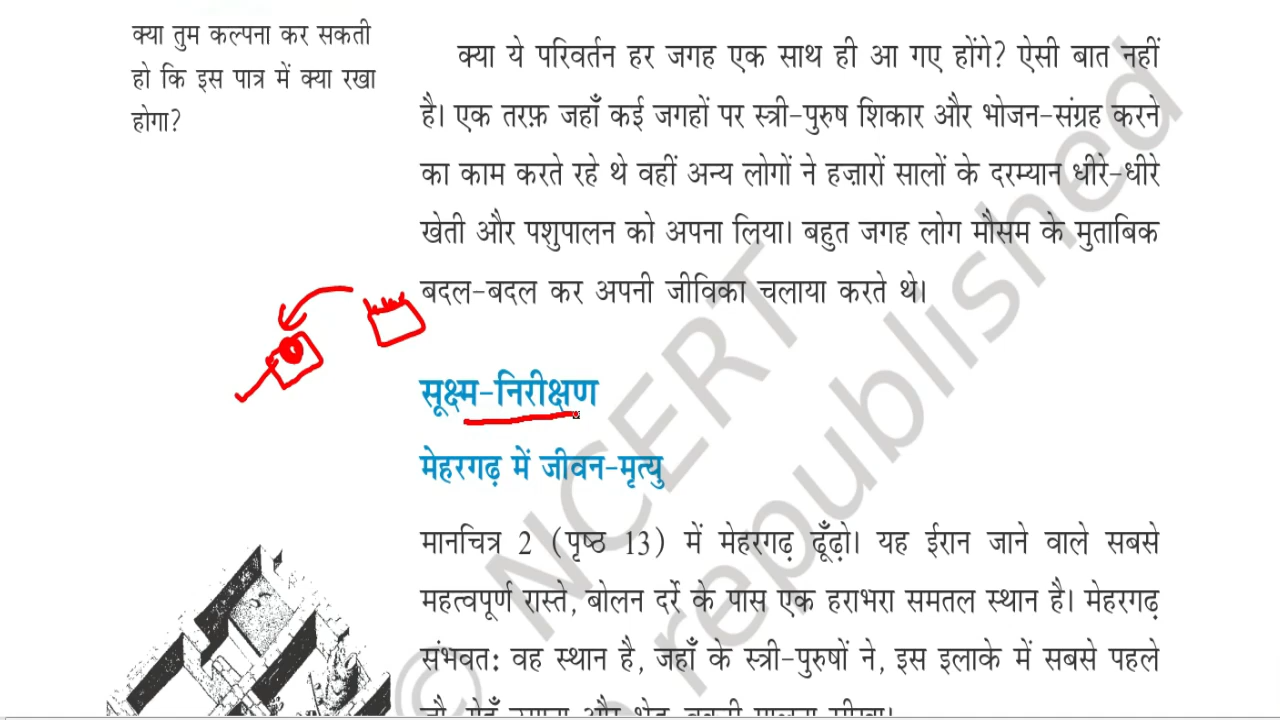 क्या तुम कल्पना कर सकती
हो कि इस पात्र में क्या रखा
होगा?
क्या ये परिवर्तन हर जगह एक साथ ही आ गए होंगे? ऐसी बात नहीं
है। एक तरफ़ जहाँ कई जगहों पर स्त्री-पुरुष शिकार और भोजन-संग्रह करने
का काम करते रहे थे वहीं अन्य लोगों ने हज़ारों सालों के दरम्यान धीरे-धीरे
खेती और पशुपालन को अपना लिया। बहुत जगह लोग मौसम के मुताबिक
बदल-बदल कर अपनी जीविका चलाया करते थे।
सूक्ष्म-निरीक्षण
मेहरगढ़ में जीवन-मृत्यु
मानचित्र 2 (पृष्ठ 13) में मेहरगढ़ ढूँढ़ो। यह ईरान जाने वाले सबसे
महत्वपूर्ण रास्ते, बोलन दर्रे के पास एक हराभरा समतल स्थान है। मेहरगढ़
संभवत: वह स्थान है, जहाँ के स्त्री-पुरुषों ने, इस इलाके में सबसे पहले
© NCERT
republished